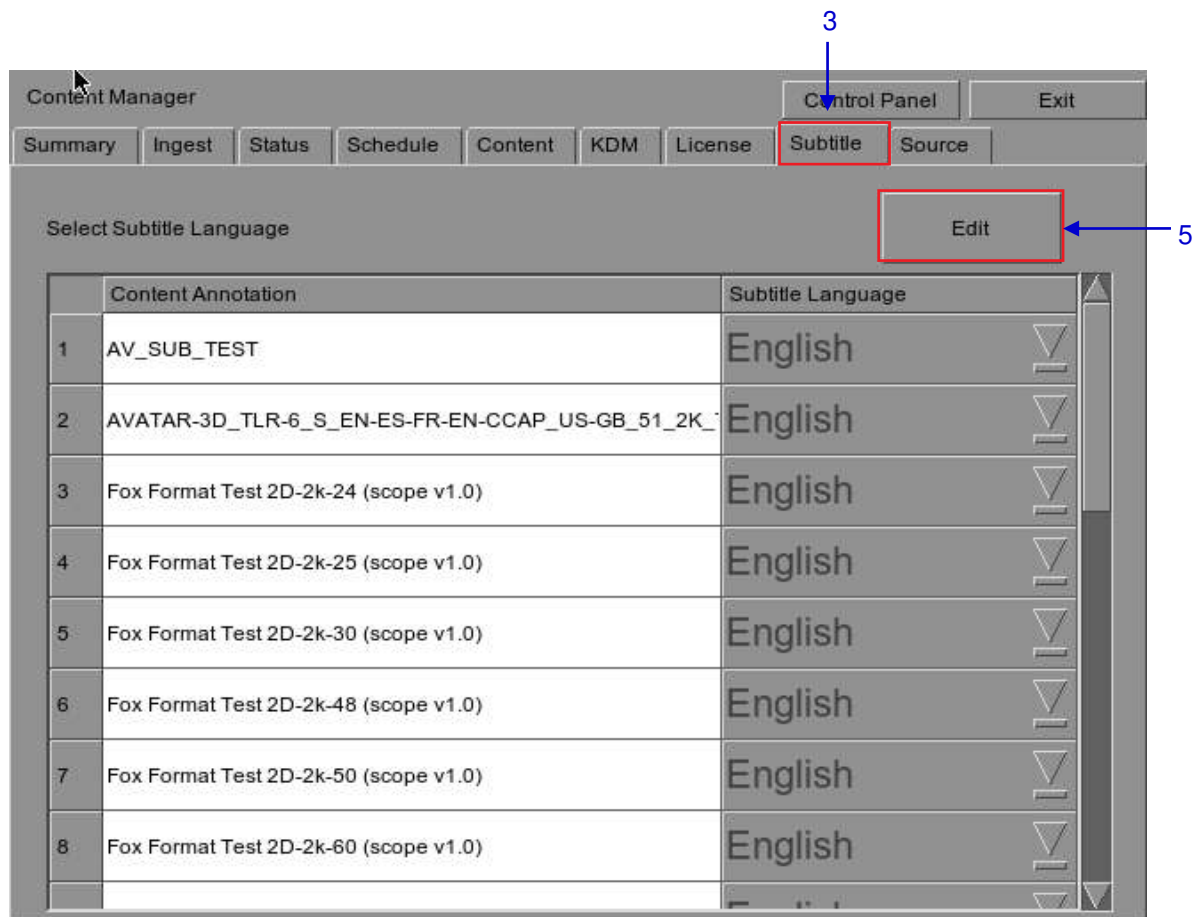 3
Content Manager Control Panel Exit
Summary Ingest Status Schedule Content KDM License Subtitle Source
Select Subtitle Language Edit
5
Content Annotation Subtitle Language
1 AV_SUB_TEST English
2 AVATAR-3D_TLR-6_S_EN-ES-FR-EN-CCAP_US-GB_51_2K_ English
3 Fox Format Test 2D-2k-24 (scope v1.0) English
4 Fox Format Test 2D-2k-25 (scope v1.0) English
5 Fox Format Test 2D-2k-30 (scope v1.0) English
6 Fox Format Test 2D-2k-48 (scope v1.0) English
7 Fox Format Test 2D-2k-50 (scope v1.0) English
8 Fox Format Test 2D-2k-60 (scope v1.0) English